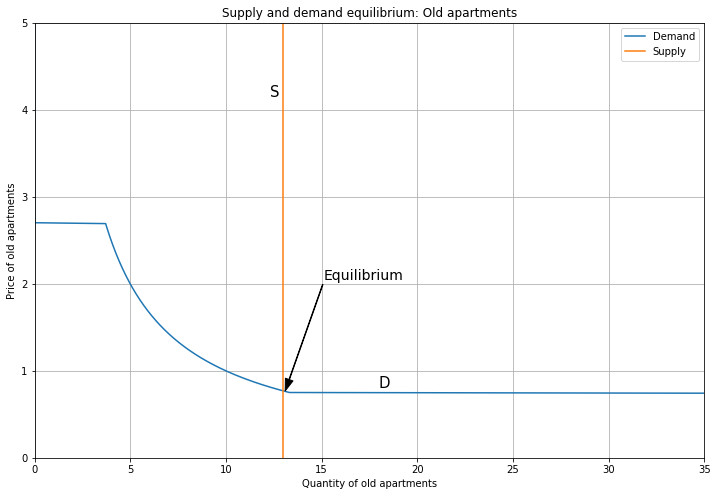 Supply and demand equilibrium: Old apartments
Demand
Supply
S
Equilibrium
D
Price of old apartments
5
4
3
2
1
0
0 5 10 15 20 25 30 35
Quantity of old apartments